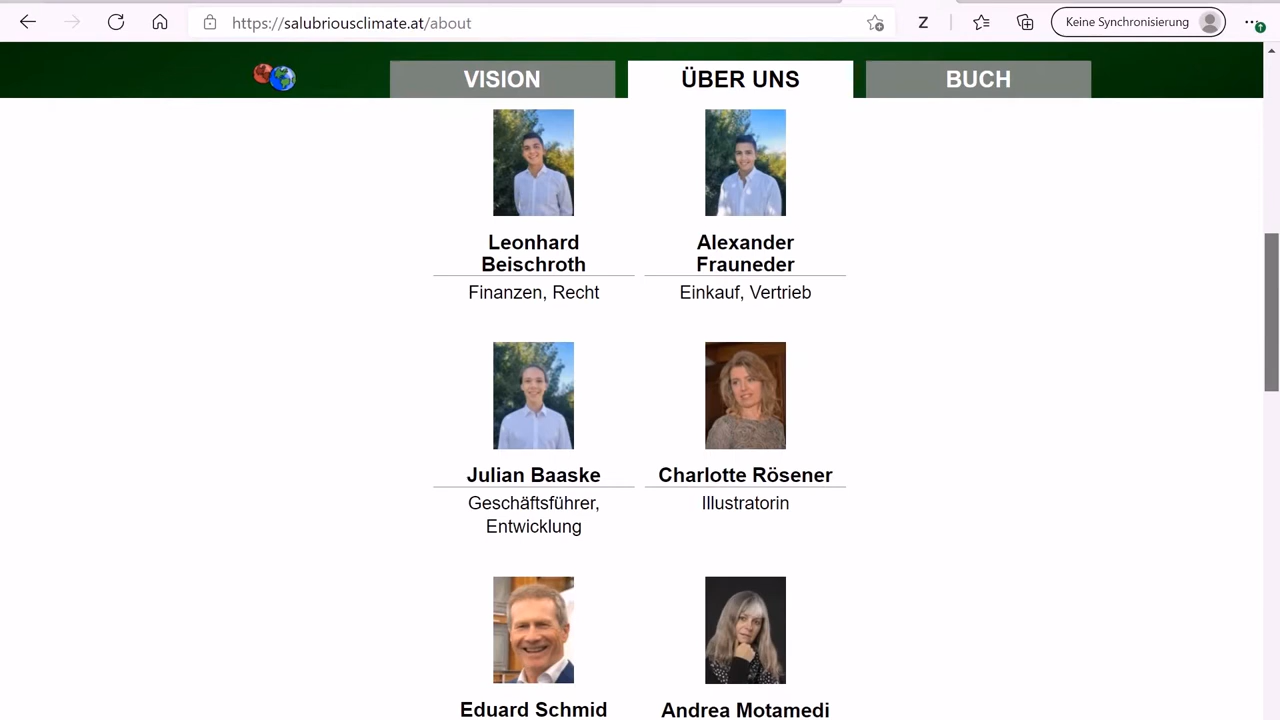 https://salubriousclimate.at/about
Z
Keine Synchronisierung
VISION
ÜBER UNS
BUCH
Leonhard
Beischroth
Finanzen, Recht
Alexander
Frauneder
Einkauf, Vertrieb
Julian Baaske
Geschäftsführer,
Entwicklung
Charlotte Rösener
Illustratorin
Eduard Schmid
Andrea Motamedi